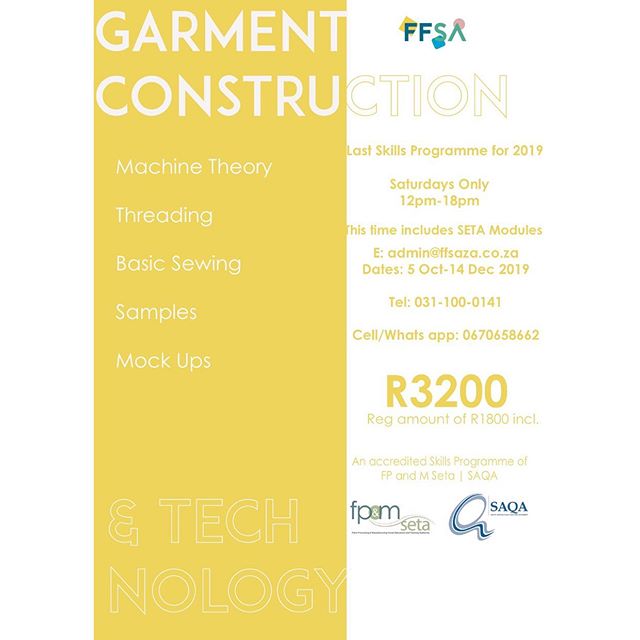 GARMENT
CONSTRUCTION
FFSA
Machine Theory
Threading
Basic Sewing
Samples
Mock Ups
Last Skills Programme for 2019
Saturdays Only
12pm-18pm
This time includes SETA Modules
E: admin@ffsaza.co.za
Dates: 5 Oct-14 Dec 2019
Tel: 031-100-0141
Cell/Whats app: 0670658662
R3200
Reg amount of R1800 incl.
An accredited Skills Programme of
FP and M Seta | SAQA
fp&m
seta
SAQA
& TECH
NOLOGY